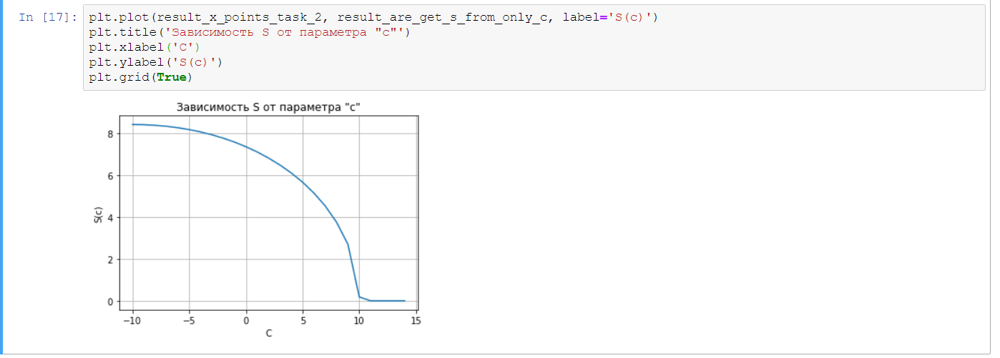 In [17]: plt.plot(result_x_points_task_2, result_are_get_s_from_only_c, label='S(c)')
plt.title('Зависимость S от параметра "c"')
plt.xlabel('C')
plt.ylabel('S(c)')
plt.grid(True)
Зависимость S от параметра "c"
8
6
4
2
0
S(c)
−10 −5 0 5 10 15
C